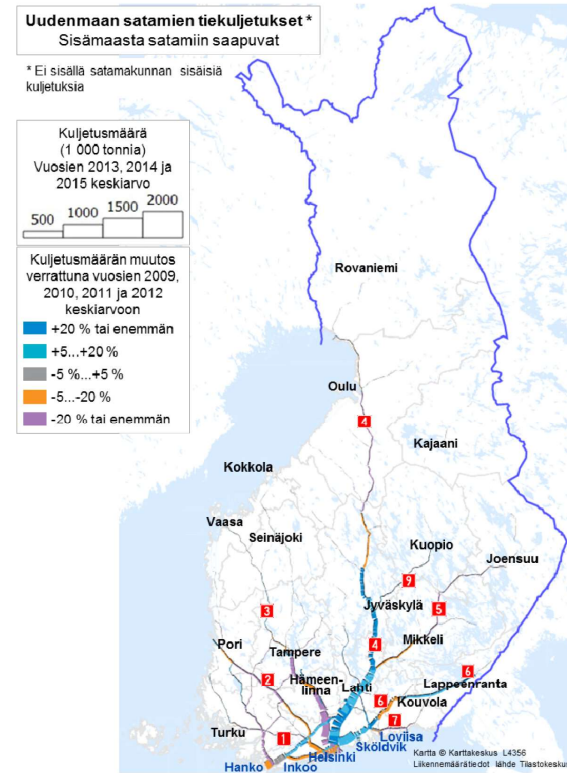 Uudenmaan satamien tiekuljetukset *
Sisämaasta satamiin saapuvat
* Ei sisällä satamakunnan sisäisiä
kuljetuksia
Kuljetusmäärä
(1 000 tonnia)
Vuosien 2013, 2014 ja
2015 keskiarvo
500 1000 1500 2000
Kuljetusmäärän muutos
verrattuna vuosien 2009,
2010, 2011 ja 2012
keskiarvoon
+20 % tai enemmän
+5...+20 %
-5 %...+5 %
-5...-20 %
-20 % tai enemmän
Rovaniemi
Oulu
4
Kajaani
Kokkola
Vaasa
Seinäjoki
Kuopio
Joensuu
9
Jyväskylä
5
3
Mikkeli
Pori
4
Tampere
6
2
Hämeen-
linna
Lahti
Lappeenranta
6
Kouvola
7
Turku
1
Loviisa
Sköldvik
Helsinki
Hanko
Inkoo
Kartta © Karttakeskus L4356
Liikennemäärätiedot lähde Tilastokeskus